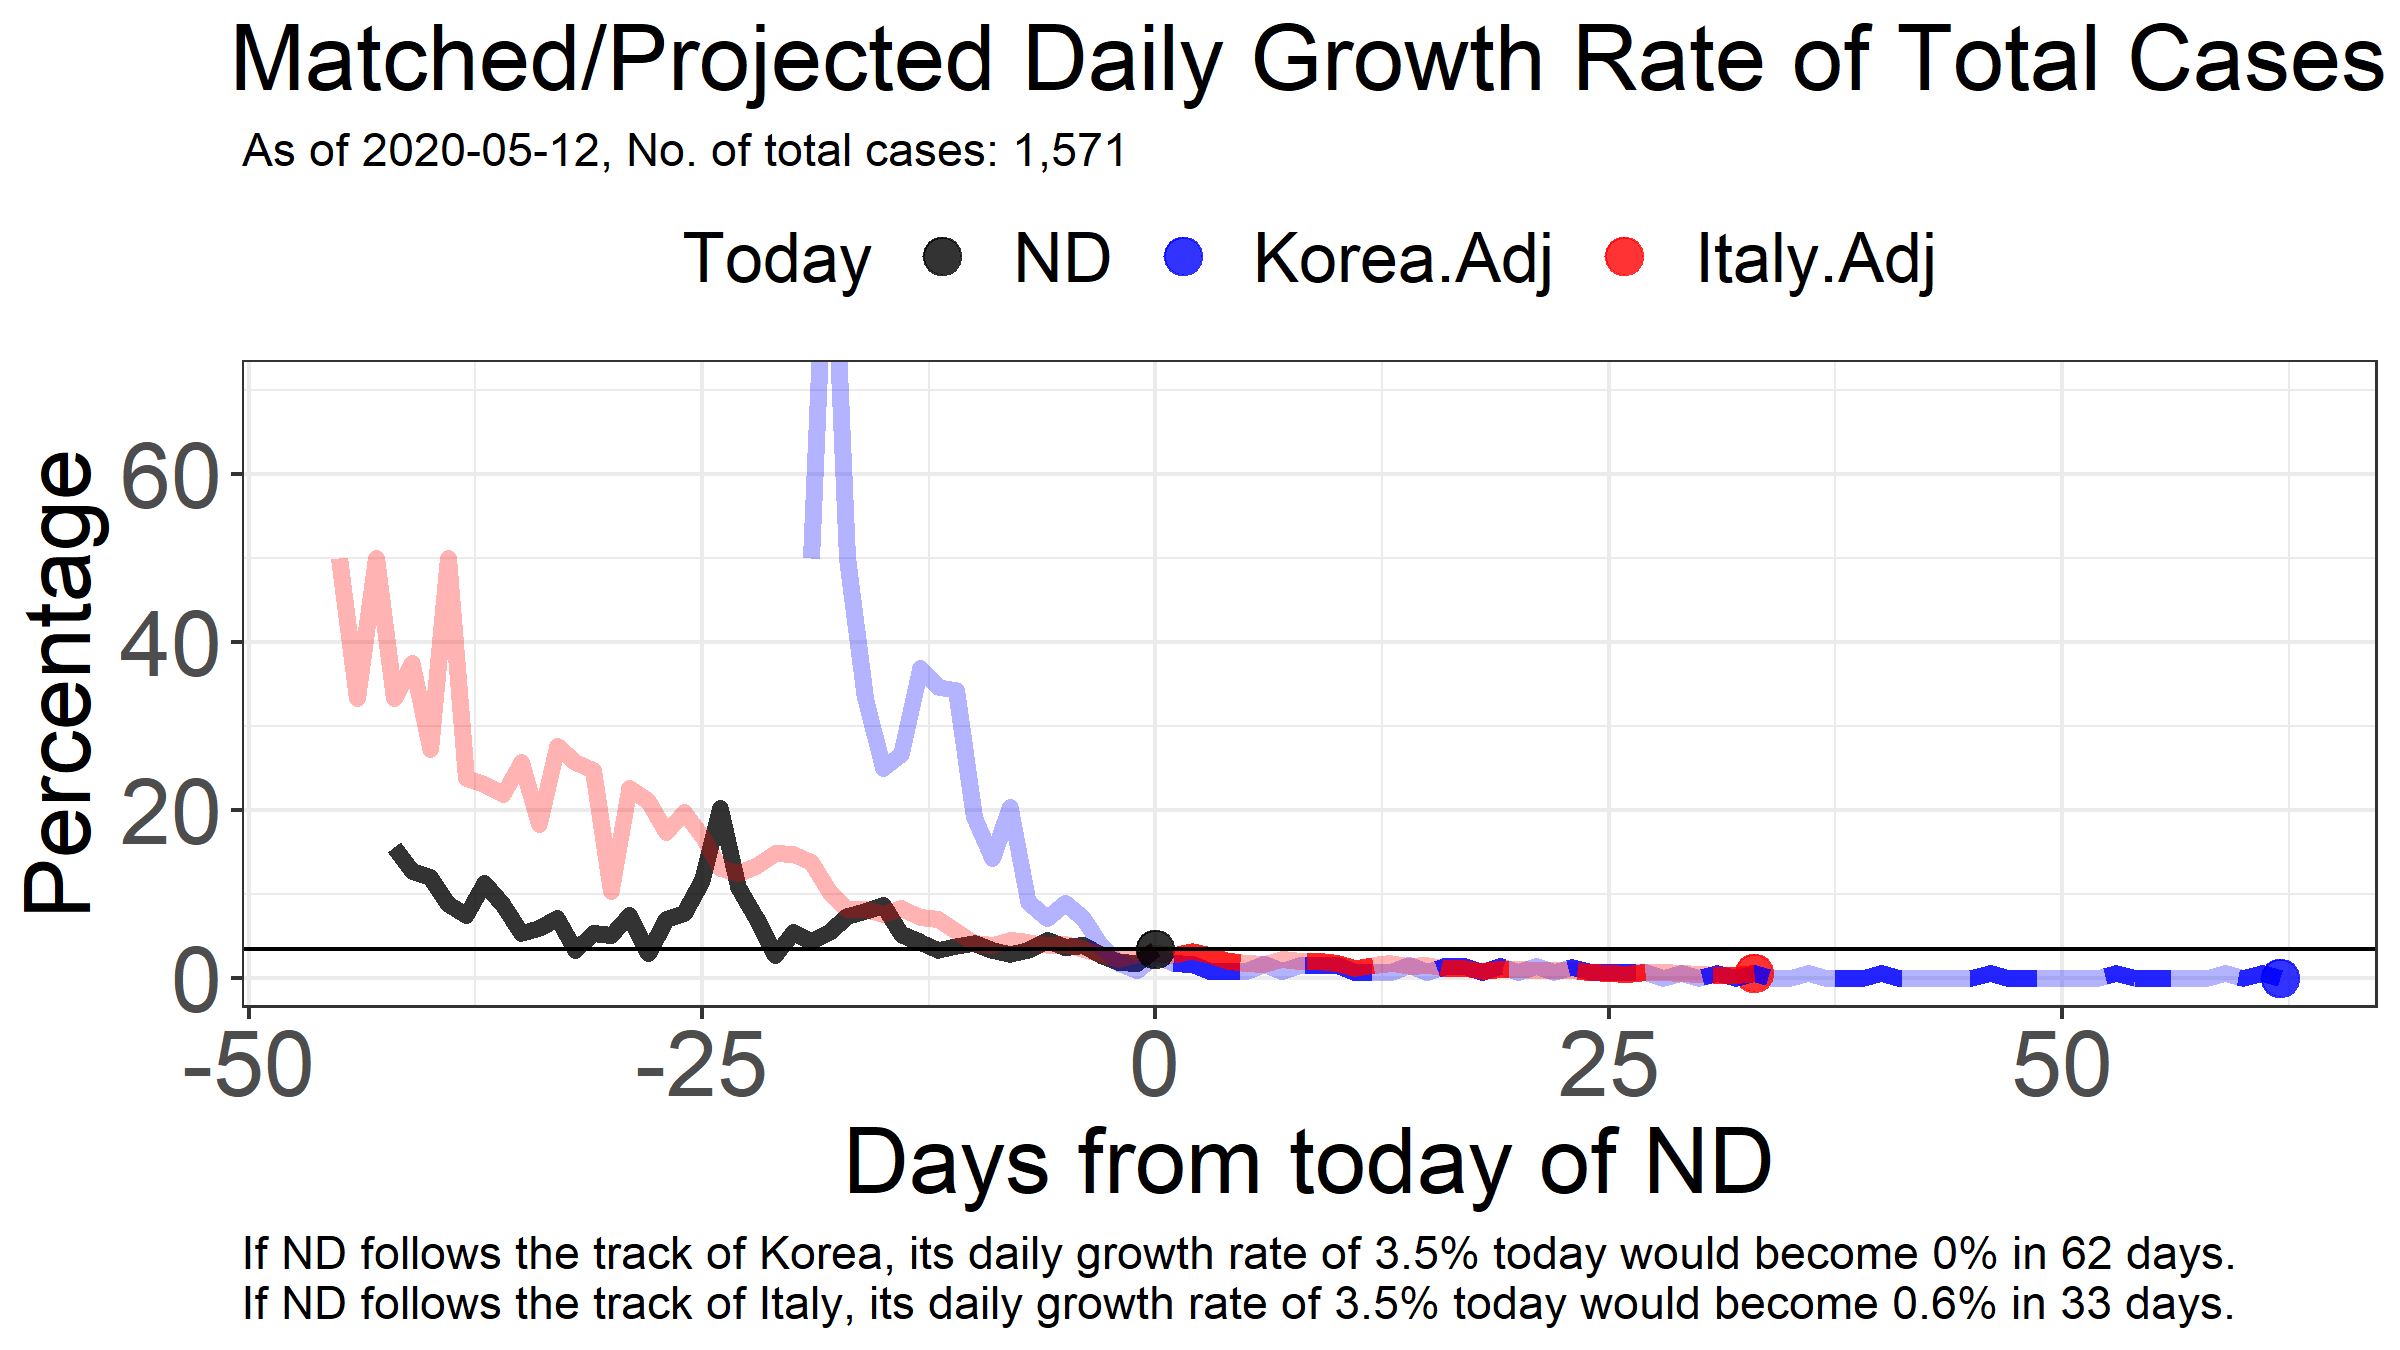 Matched/Projected Daily Growth Rate of Total Cases
As of 2020-05-12, No. of total cases: 1,571
Today ND Korea.Adj Italy.Adj
Percentage
60
40
20
0
-50 -25 0 25 50
Days from today of ND
If ND follows the track of Korea, its daily growth rate of 3.5% today would become 0% in 62 days.
If ND follows the track of Italy, its daily growth rate of 3.5% today would become 0.6% in 33 days.